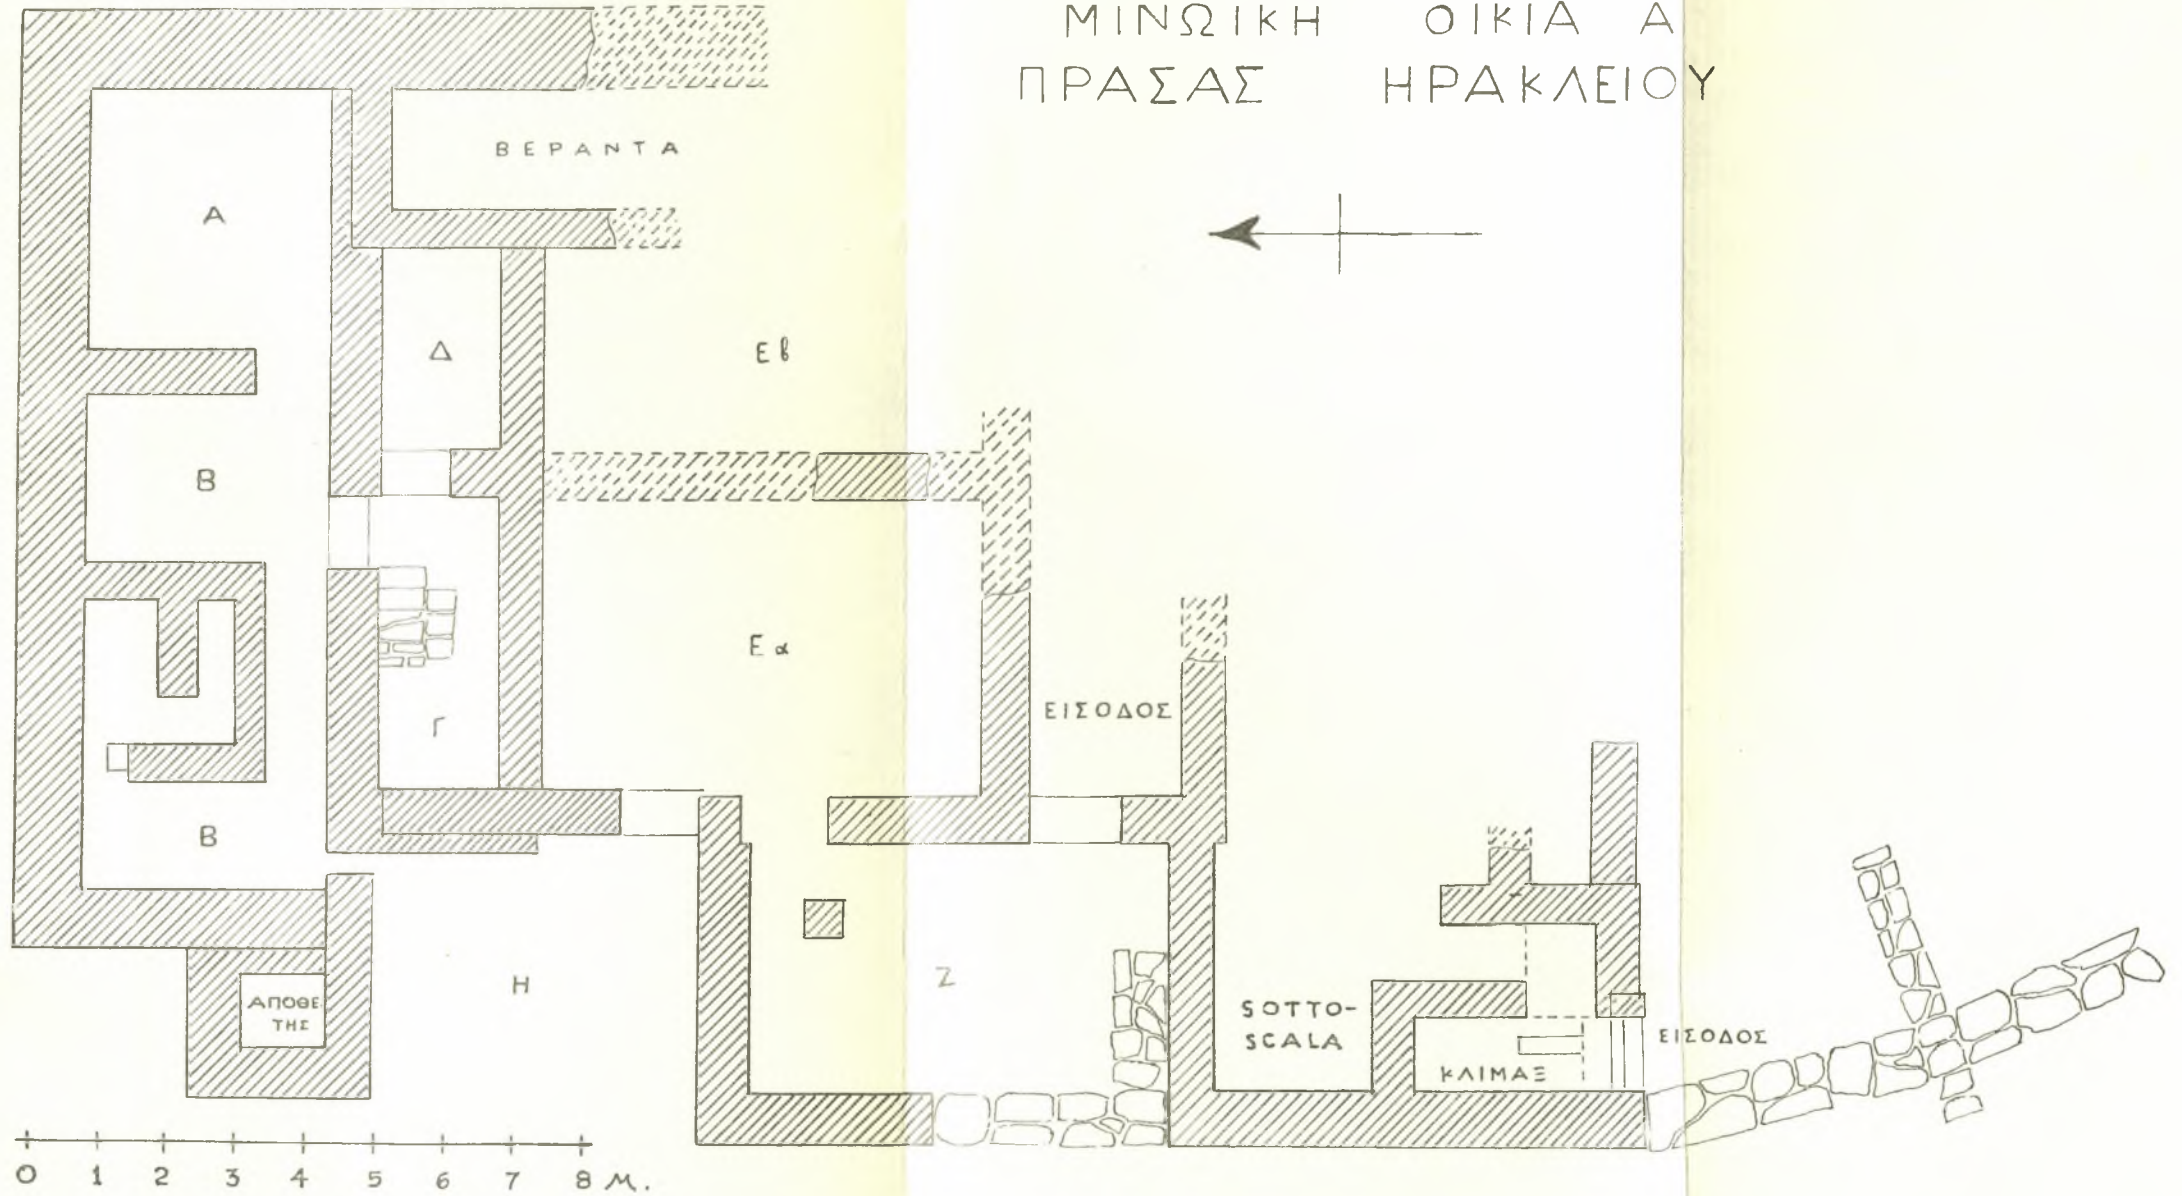 ΜΙΝΩΙΚΗ ΟΙΚΙΑ Α
ΠΡΑΣΑΣ ΗΡΑΚΛΕΙΟΥ
ΒΕΡΑΝΤΑ
Α
Δ
Εβ
Β
Εα
Γ
ΕΙΣΟΔΟΣ
Β
Η
Ζ
ΑΠΟΘΕ
ΤΗΣ
SOTTO-
SCALA
ΚΛΙΜΑΞ
ΕΙΣΟΔΟΣ
0 1 2 3 4 5 6 7 8 Μ.